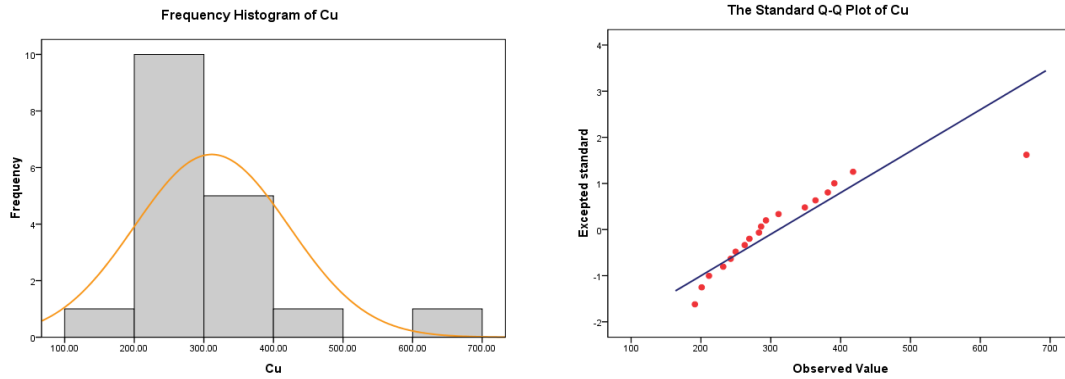 Frequency Histogram of Cu
Frequency
10
8
6
4
2
0
100.00 200.00 300.00 400.00 500.00 600.00 700.00
Cu
The Standard Q-Q Plot of Cu
Excepted standard
4
3
2
1
0
-1
-2
100 200 300 400 500 600 700
Observed Value